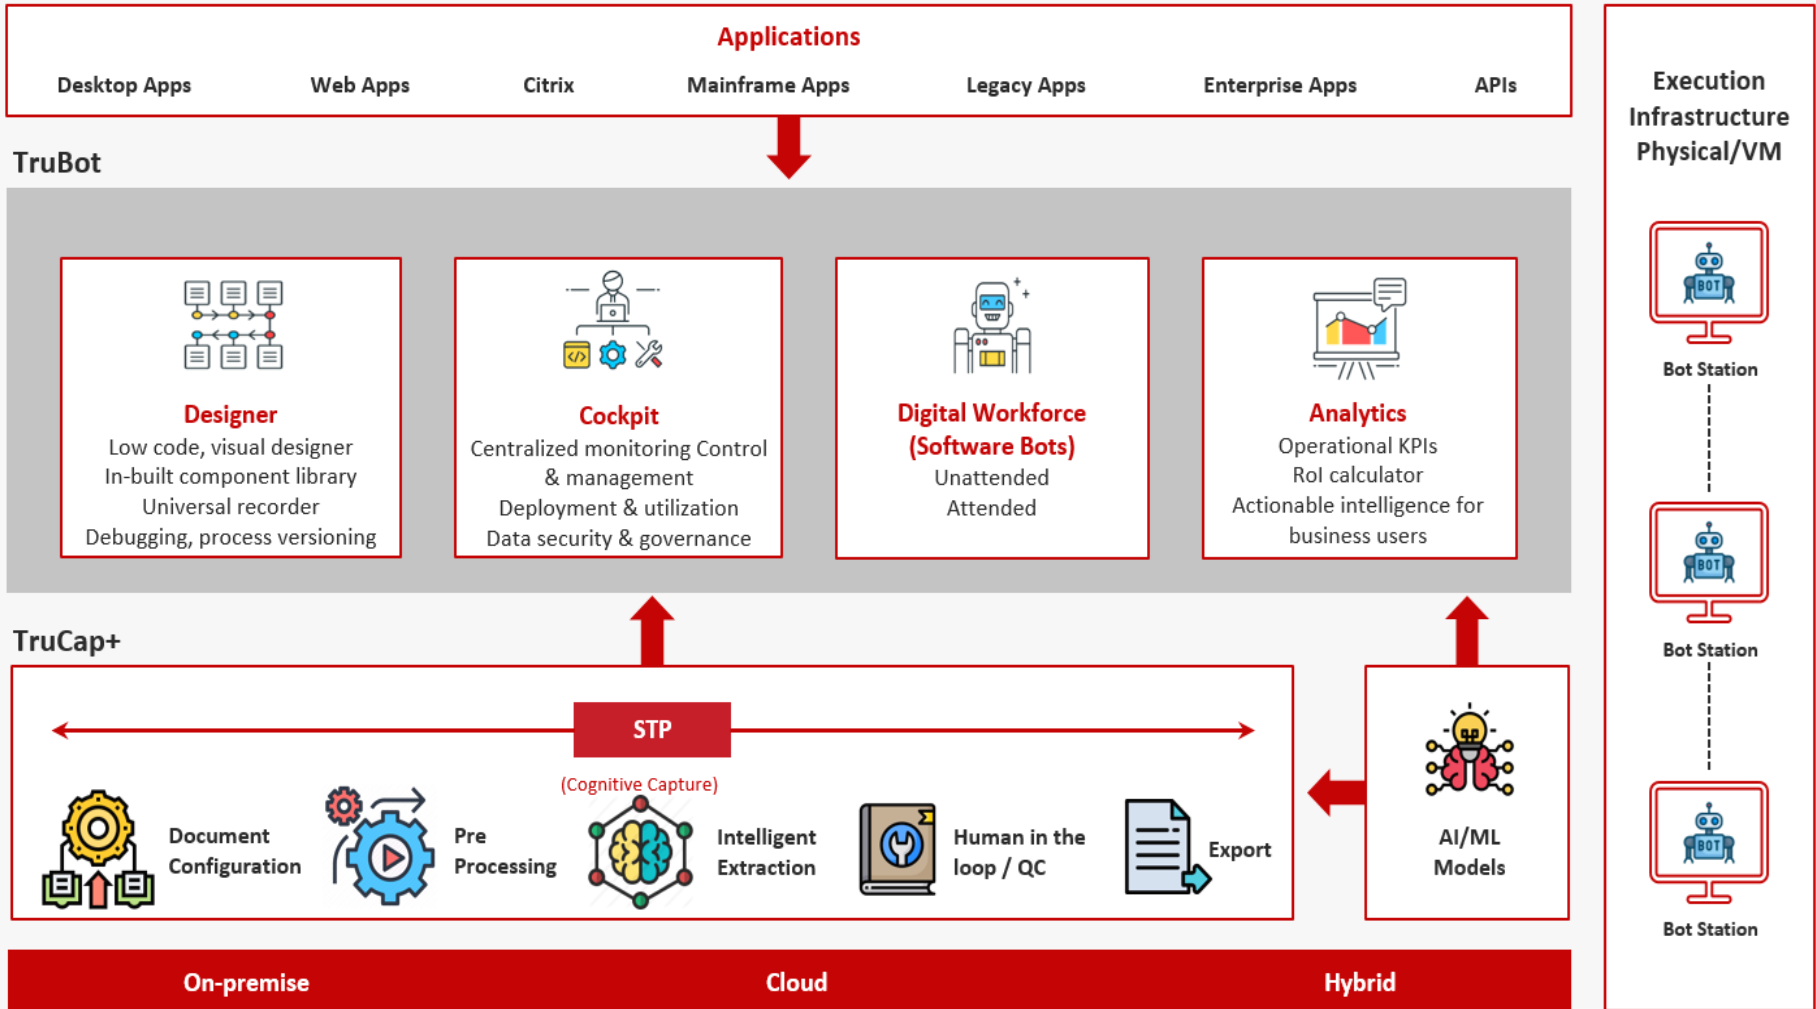 Applications
Desktop Apps
Web Apps
Citrix
Mainframe Apps
Legacy Apps
Enterprise Apps
APIs
TruBot
Designer
Low code, visual designer
In-built component library
Universal recorder
Debugging, process versioning
Cockpit
Centralized monitoring Control
& management
Deployment & utilization
Data security & governance
Digital Workforce
(Software Bots)
Unattended
Attended
Analytics
Operational KPIs
RoI calculator
Actionable intelligence for
business users
TruCap+
STP
(Cognitive Capture)
Document
Configuration
Pre
Processing
Intelligent
Extraction
Human in the
loop / QC
Export
AI/ML
Models
On-premise
Cloud
Hybrid
Execution
Infrastructure
Physical/VM
BOT
Bot Station
BOT
Bot Station
BOT
Bot Station